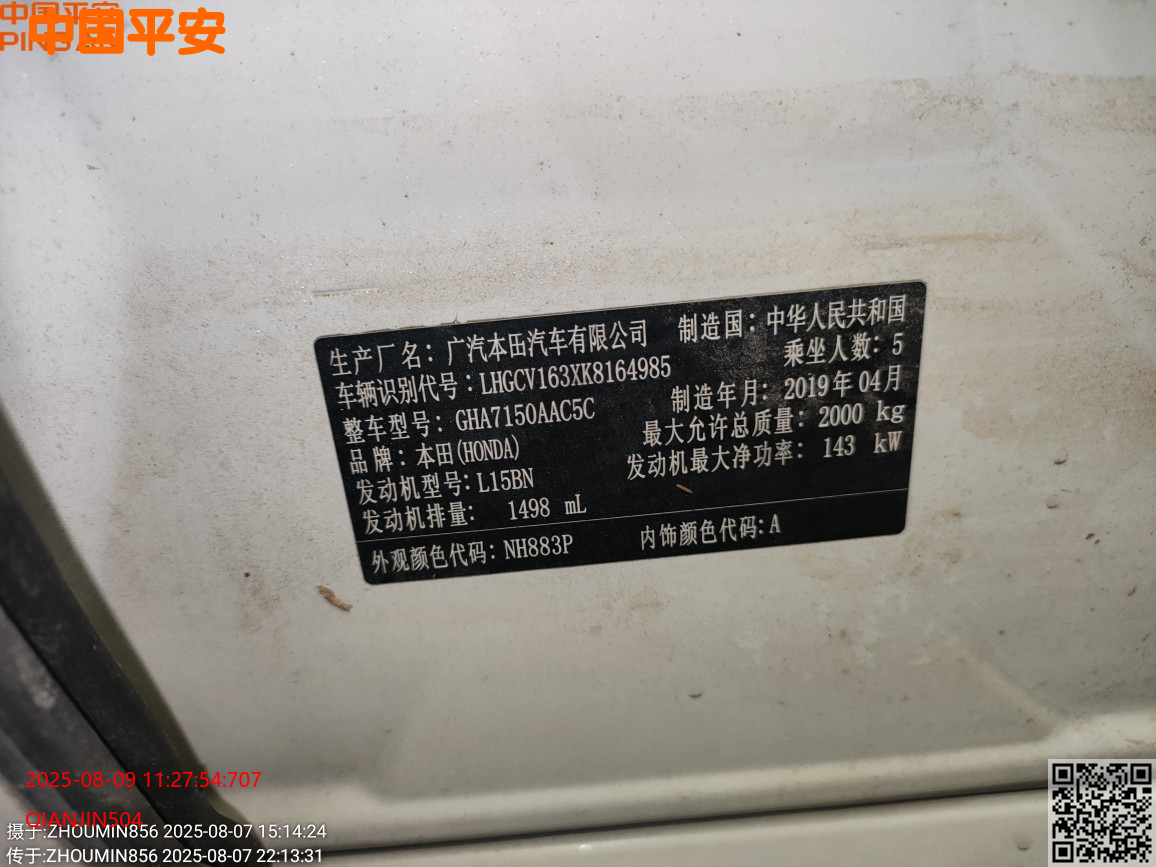 中国平安
PING AN
中国平安
生产厂名：广汽本田汽车有限公司 制造国：中华人民共和国
车辆识别代号：LHGCV163XK8164985 乘坐人数：5
整车型号：GHA7150AAC5C 制造年月：2019年04月
品牌：本田(HONDA) 最大允许总质量：2000 kg
发动机型号：L15BN 发动机最大净功率：143 kW
发动机排量：1498 mL
外观颜色代码：NH883P 内饰颜色代码：A
2025-08-09 11:27:54:707
QIANJIN504
摄于:ZHOUMIN856 2025-08-07 15:14:24
传于:ZHOUMIN856 2025-08-07 22:13:31